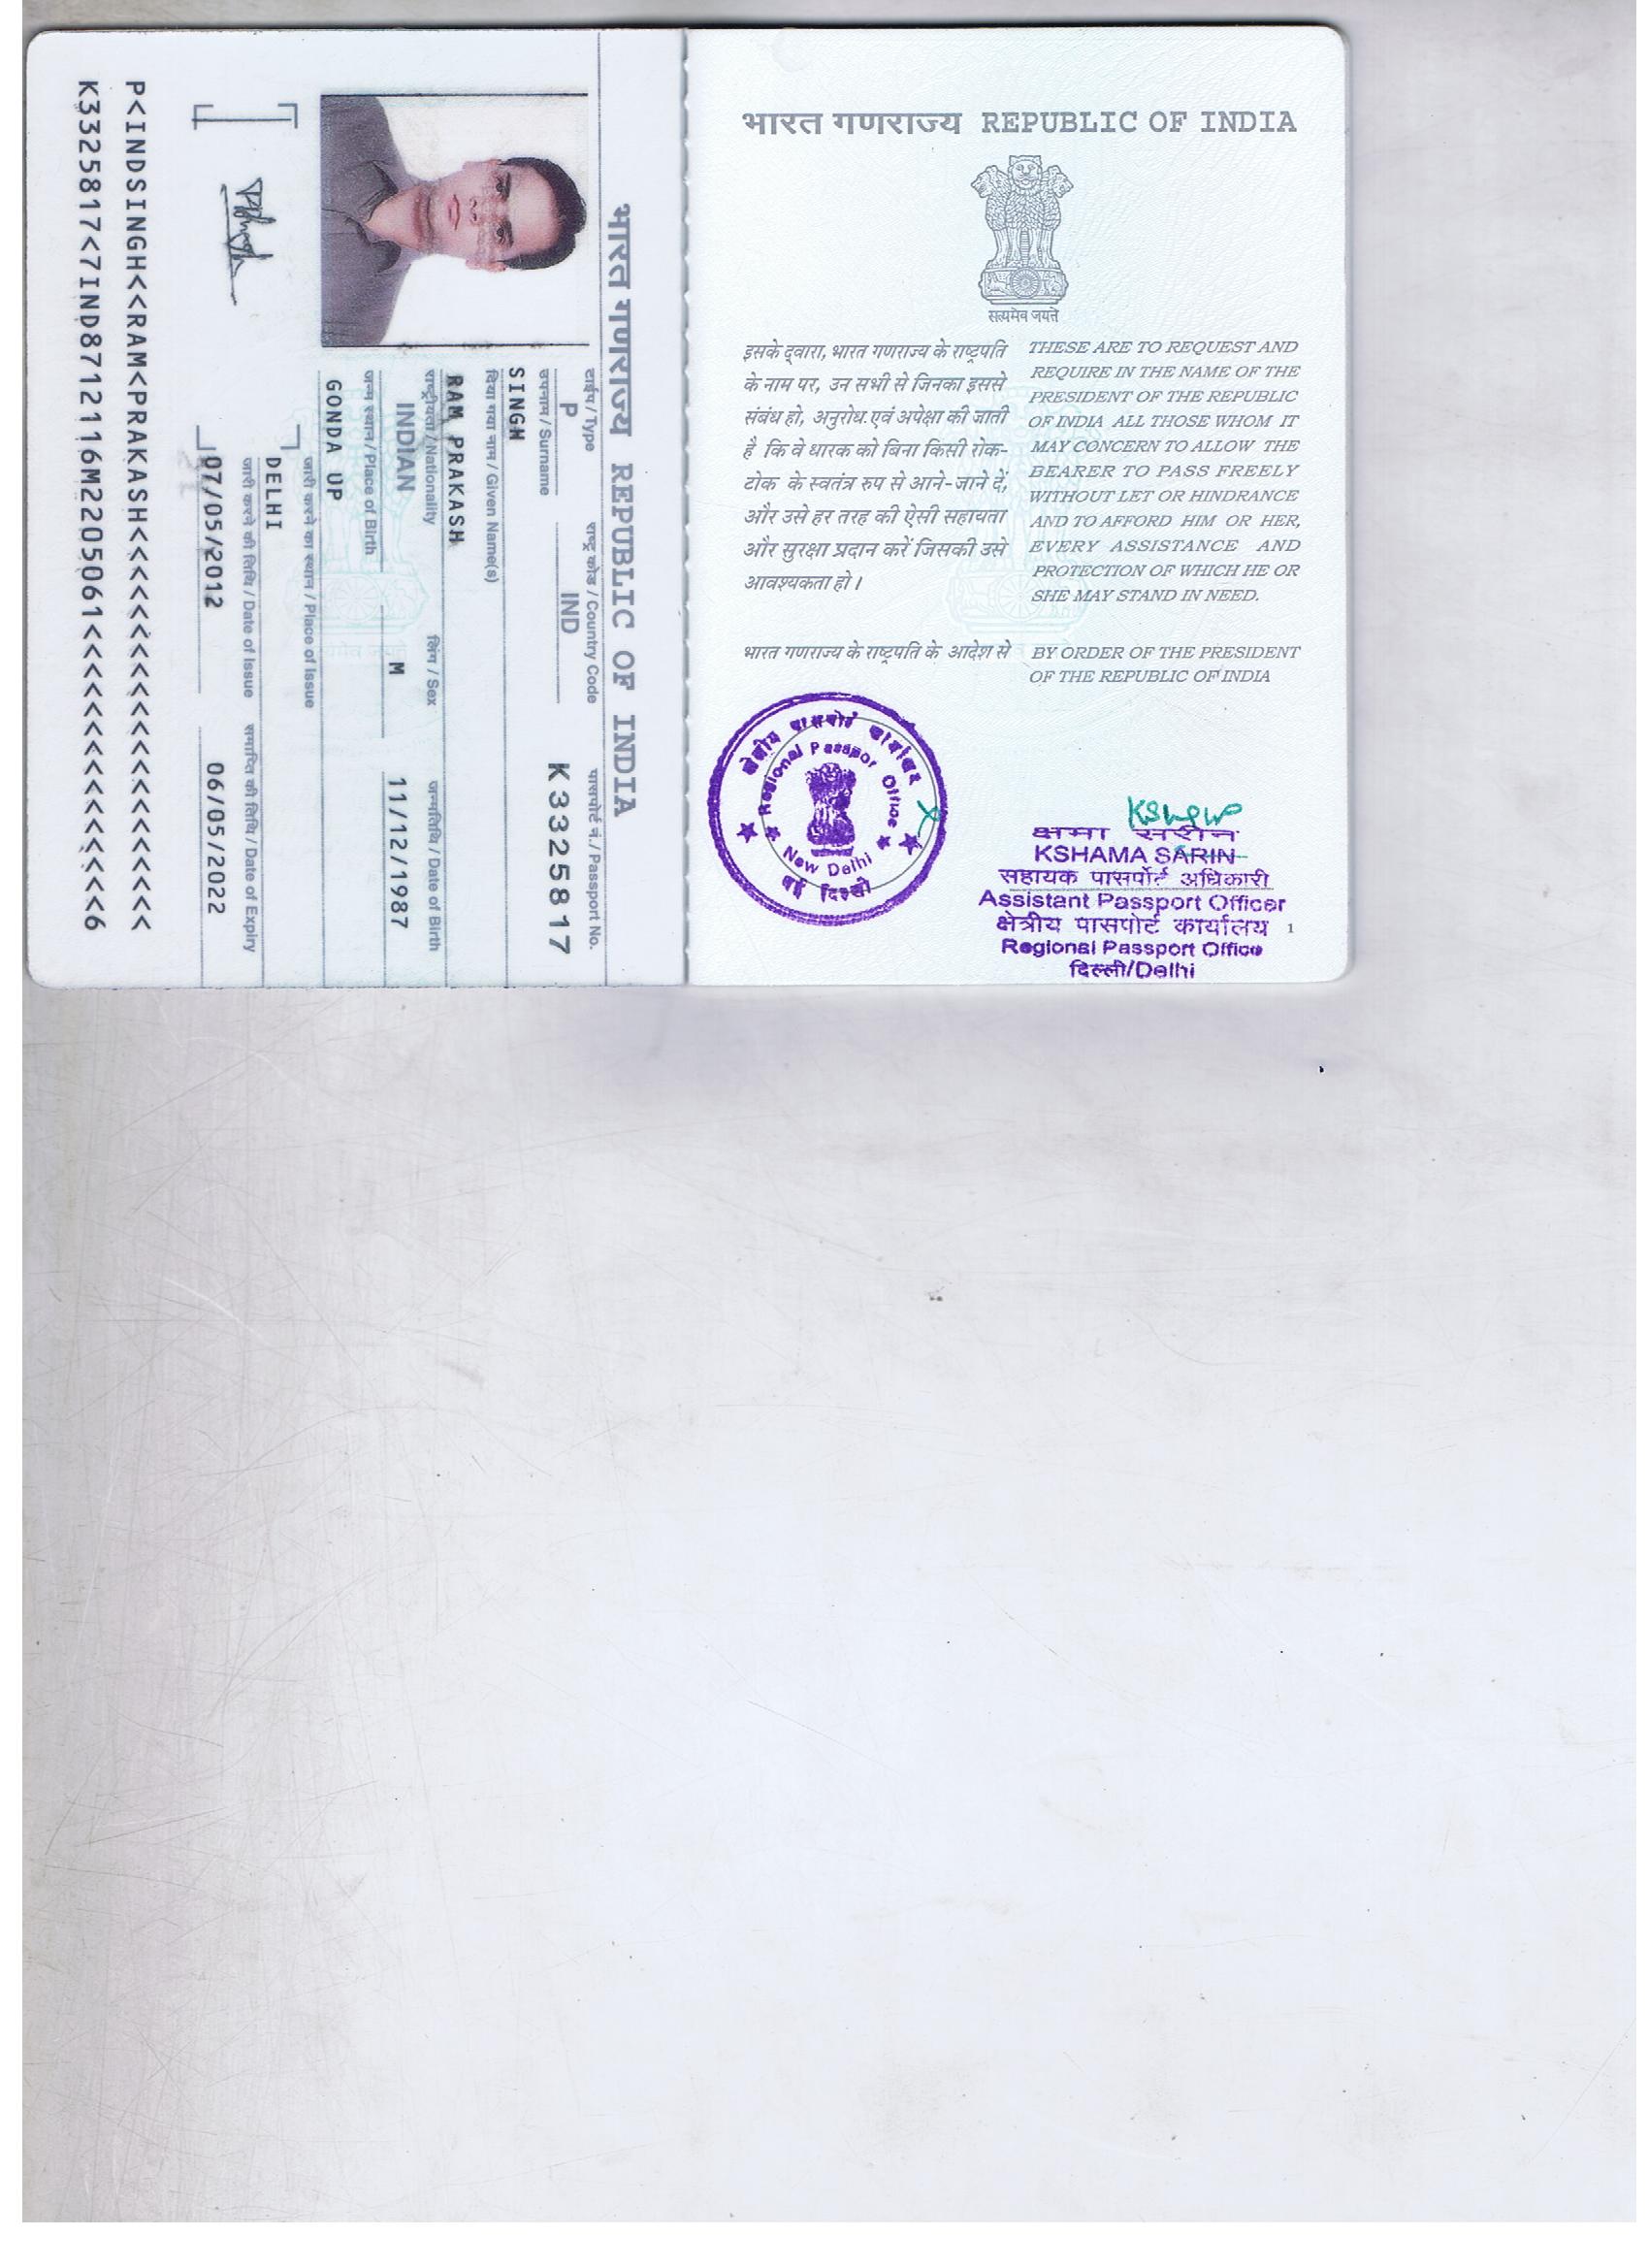 भारत गणराज्य REPUBLIC OF INDIA
सत्यमेव जयते
इसके द्वारा, भारत गणराज्य के राष्ट्रपति
के नाम पर, उन सभी से जिनका इससे
संबंध हो, अनुरोध एवं अपेक्षा की जाती
है कि वे धारक को बिना किसी रोक-
टोक के स्वतंत्र रुप से आने-जाने दें,
और उसे हर तरह की ऐसी सहायता
और सुरक्षा प्रदान करें जिसकी उसे
आवश्यकता हो।
THESE ARE TO REQUEST AND
REQUIRE IN THE NAME OF THE
PRESIDENT OF THE REPUBLIC
OF INDIA ALL THOSE WHOM IT
MAY CONCERN TO ALLOW THE
BEARER TO PASS FREELY
WITHOUT LET OR HINDRANCE
AND TO AFFORD HIM OR HER,
EVERY ASSISTANCE AND
PROTECTION OF WHICH HE OR
SHE MAY STAND IN NEED.
भारत गणराज्य के राष्ट्रपति के आदेश से
BY ORDER OF THE PRESIDENT
OF THE REPUBLIC OF INDIA
क्षेत्रीय पासपोर्ट कार्यालय
Regional Passpor Office
New Delhi
नई दिल्ली
क्षमा सरीन
KSHAMA SARIN
सहायक पासपोर्ट अधिकारी
Assistant Passport Officer
क्षेत्रीय पासपोर्ट कार्यालय
1
Regional Passport Office
दिल्ली/Delhi
भारत गणराज्य REPUBLIC OF INDIA
टाईप / Type राष्ट्र कोड / Country Code पासपोर्ट नं. / Passport No.
P IND K3325817
उपनाम / Surname
SINGH
दिया गया नाम / Given Name(s)
RAM PRAKASH
राष्ट्रीयता / Nationality लिंग / Sex जन्मतिथि / Date of Birth
INDIAN M 11/12/1987
जन्म स्थान / Place of Birth
GONDA UP
जारी करने का स्थान / Place of Issue
DELHI
जारी करने की तिथि / Date of Issue समाप्ति की तिथि / Date of Expiry
07/05/2012 06/05/2022
P<INDSINGH<<RAM<PRAKASH<<<<<<<<<<<<<<<<<<<<<
K3325817<7IND8712116M2205061<<<<<<<<<<<<<<<6